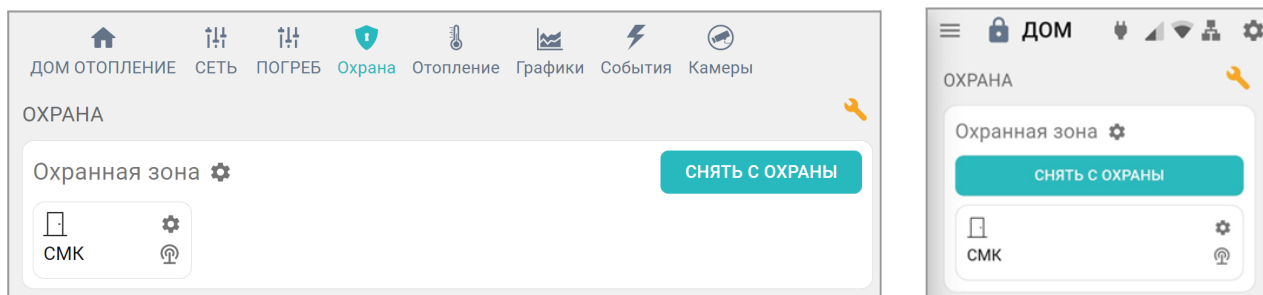 ДОМ ОТОПЛЕНИЕ СЕТЬ ПОГРЕБ Охрана Отопление Графики События Камеры
ОХРАНА
Охранная зона
СНЯТЬ С ОХРАНЫ
СМК
ДОМ
ОХРАНА
Охранная зона
СНЯТЬ С ОХРАНЫ
СМК